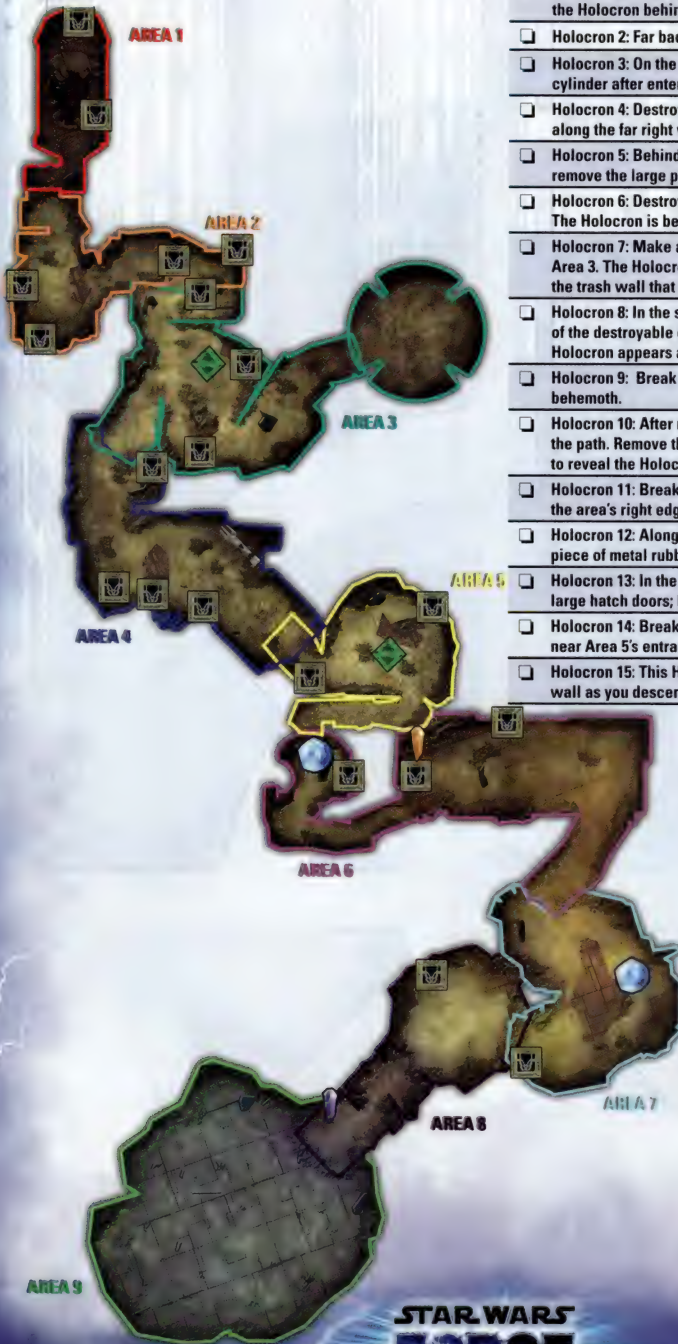 AREA 1
AREA 2
AREA 3
AREA 4
AREA 5
AREA 6
AREA 7
AREA 8
AREA 9
the Holocron behin
Holocron 2: Far bac
Holocron 3: On the
cylinder after enter
Holocron 4: Destro
along the far right
Holocron 5: Behind
remove the large p
Holocron 6: Destro
The Holocron is be
Holocron 7: Make a
Area 3. The Holocr
the trash wall that
Holocron 8: In the s
of the destroyable
Holocron appears a
Holocron 9: Break
behemoth.
Holocron 10: After
the path. Remove th
to reveal the Holoc
Holocron 11: Break
the area's right edg
Holocron 12: Along
piece of metal rubb
Holocron 13: In the
large hatch doors;
Holocron 14: Break
near Area 5's entra
Holocron 15: This H
wall as you descen
STAR WARS